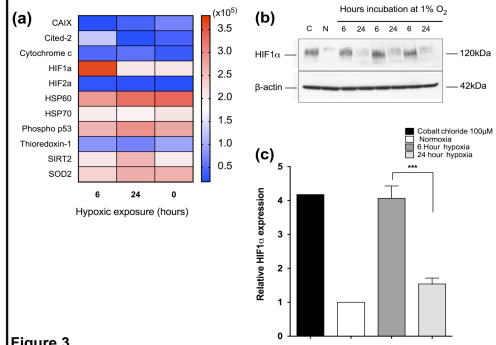 (a)
CAIX
Cited-2
Cytochrome c
HIF1a
HIF2a
HSP60
HSP70
Phospho p53
Thioredoxin-1
SIRT2
SOD2
6 24 0
Hypoxic exposure (hours)
(x10⁵)
3.5
3.0
2.5
2.0
1.5
1.0
0.5
(b)
Hours incubation at 1% O₂
C N 6 24 6 24 6 24
HIF1α
120kDa
β-actin
42kDa
Cobalt chloride 100μM
Normoxia
6 Hour hypoxia
24 hour hypoxia
(c)
Relative HIF1α expression
5
4
3
2
1
0
***
Figure 3